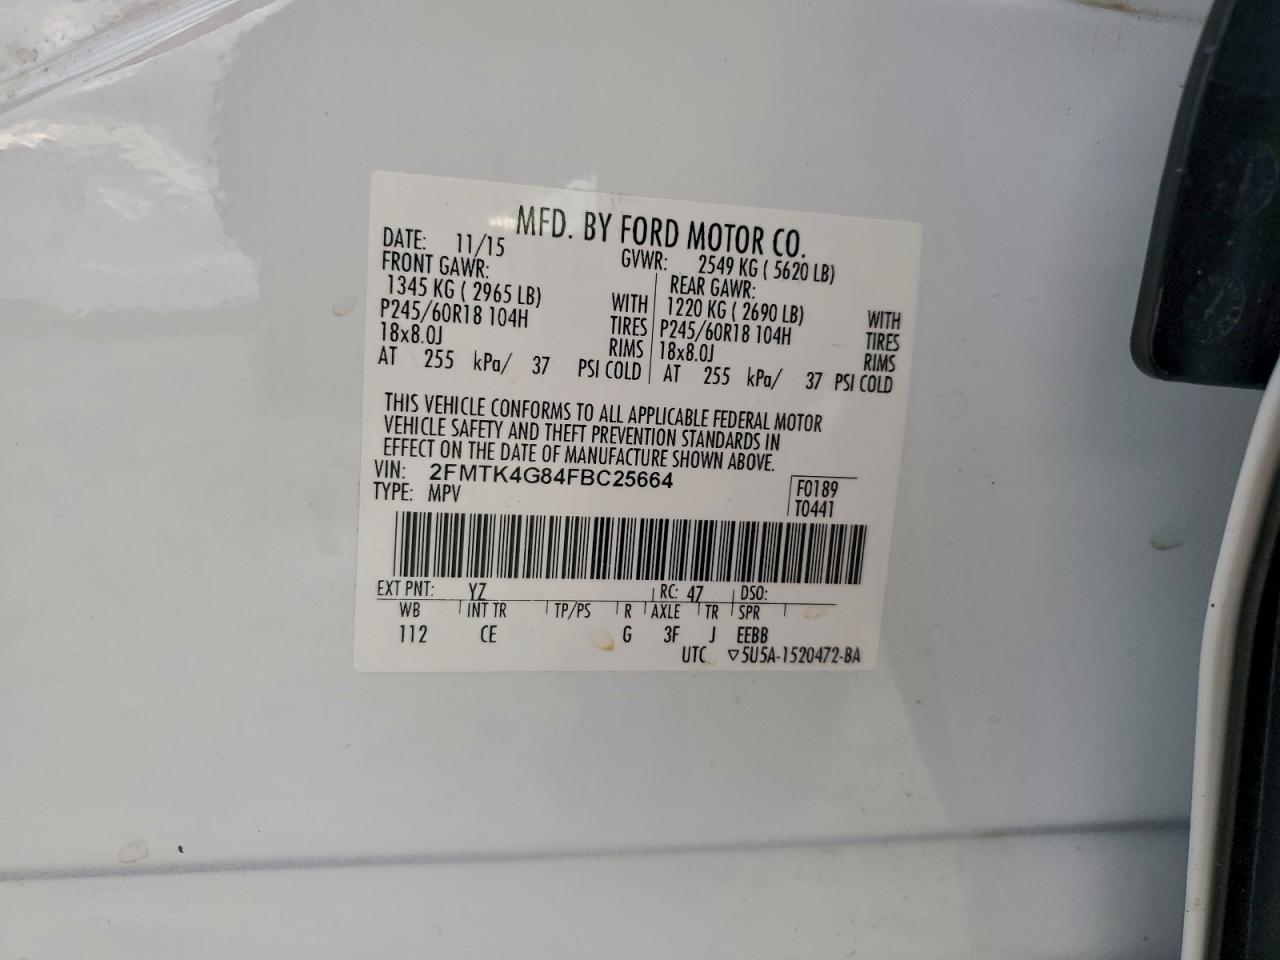 MFD. BY FORD MOTOR CO.
DATE: 11/15 GVWR: 2549 KG ( 5620 LB)
FRONT GAWR: REAR GAWR:
1345 KG ( 2965 LB) WITH 1220 KG ( 2690 LB) WITH
P245/60R18 104H TIRES P245/60R18 104H TIRES
18x8.0J RIMS 18x8.0J RIMS
AT 255 kPa/ 37 PSI COLD AT 255 kPa/ 37 PSI COLD
THIS VEHICLE CONFORMS TO ALL APPLICABLE FEDERAL MOTOR
VEHICLE SAFETY AND THEFT PREVENTION STANDARDS IN
EFFECT ON THE DATE OF MANUFACTURE SHOWN ABOVE.
VIN: 2FMTK4G84FBC25664 F0189
TYPE: MPV T0441
EXT PNT: YZ RC: 47 DSO:
WB INT TR TP/PS R AXLE TR SPR
112 CE G 3F J EEBB
UTC ▽5U5A-1520472-BA